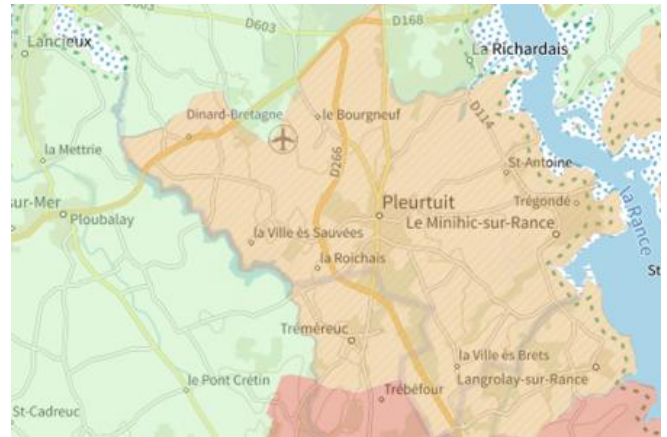 D603
D603
D168
Lancieux
La Richardais
Dinard-Bretagne
le Bourgneuf
D114
D266
la Mettrie
St-Antoine
sur-Mer
Ploubalay
Pleurtuit
Trégondé
Le Minihic-sur-Rance
La Rance
la Ville ès Sauvées
la Roichais
St
Tréméreuc
la Ville ès Brets
Langrolay-sur-Rance
le Pont Crétin
Trébéfour
St-Cadreuc